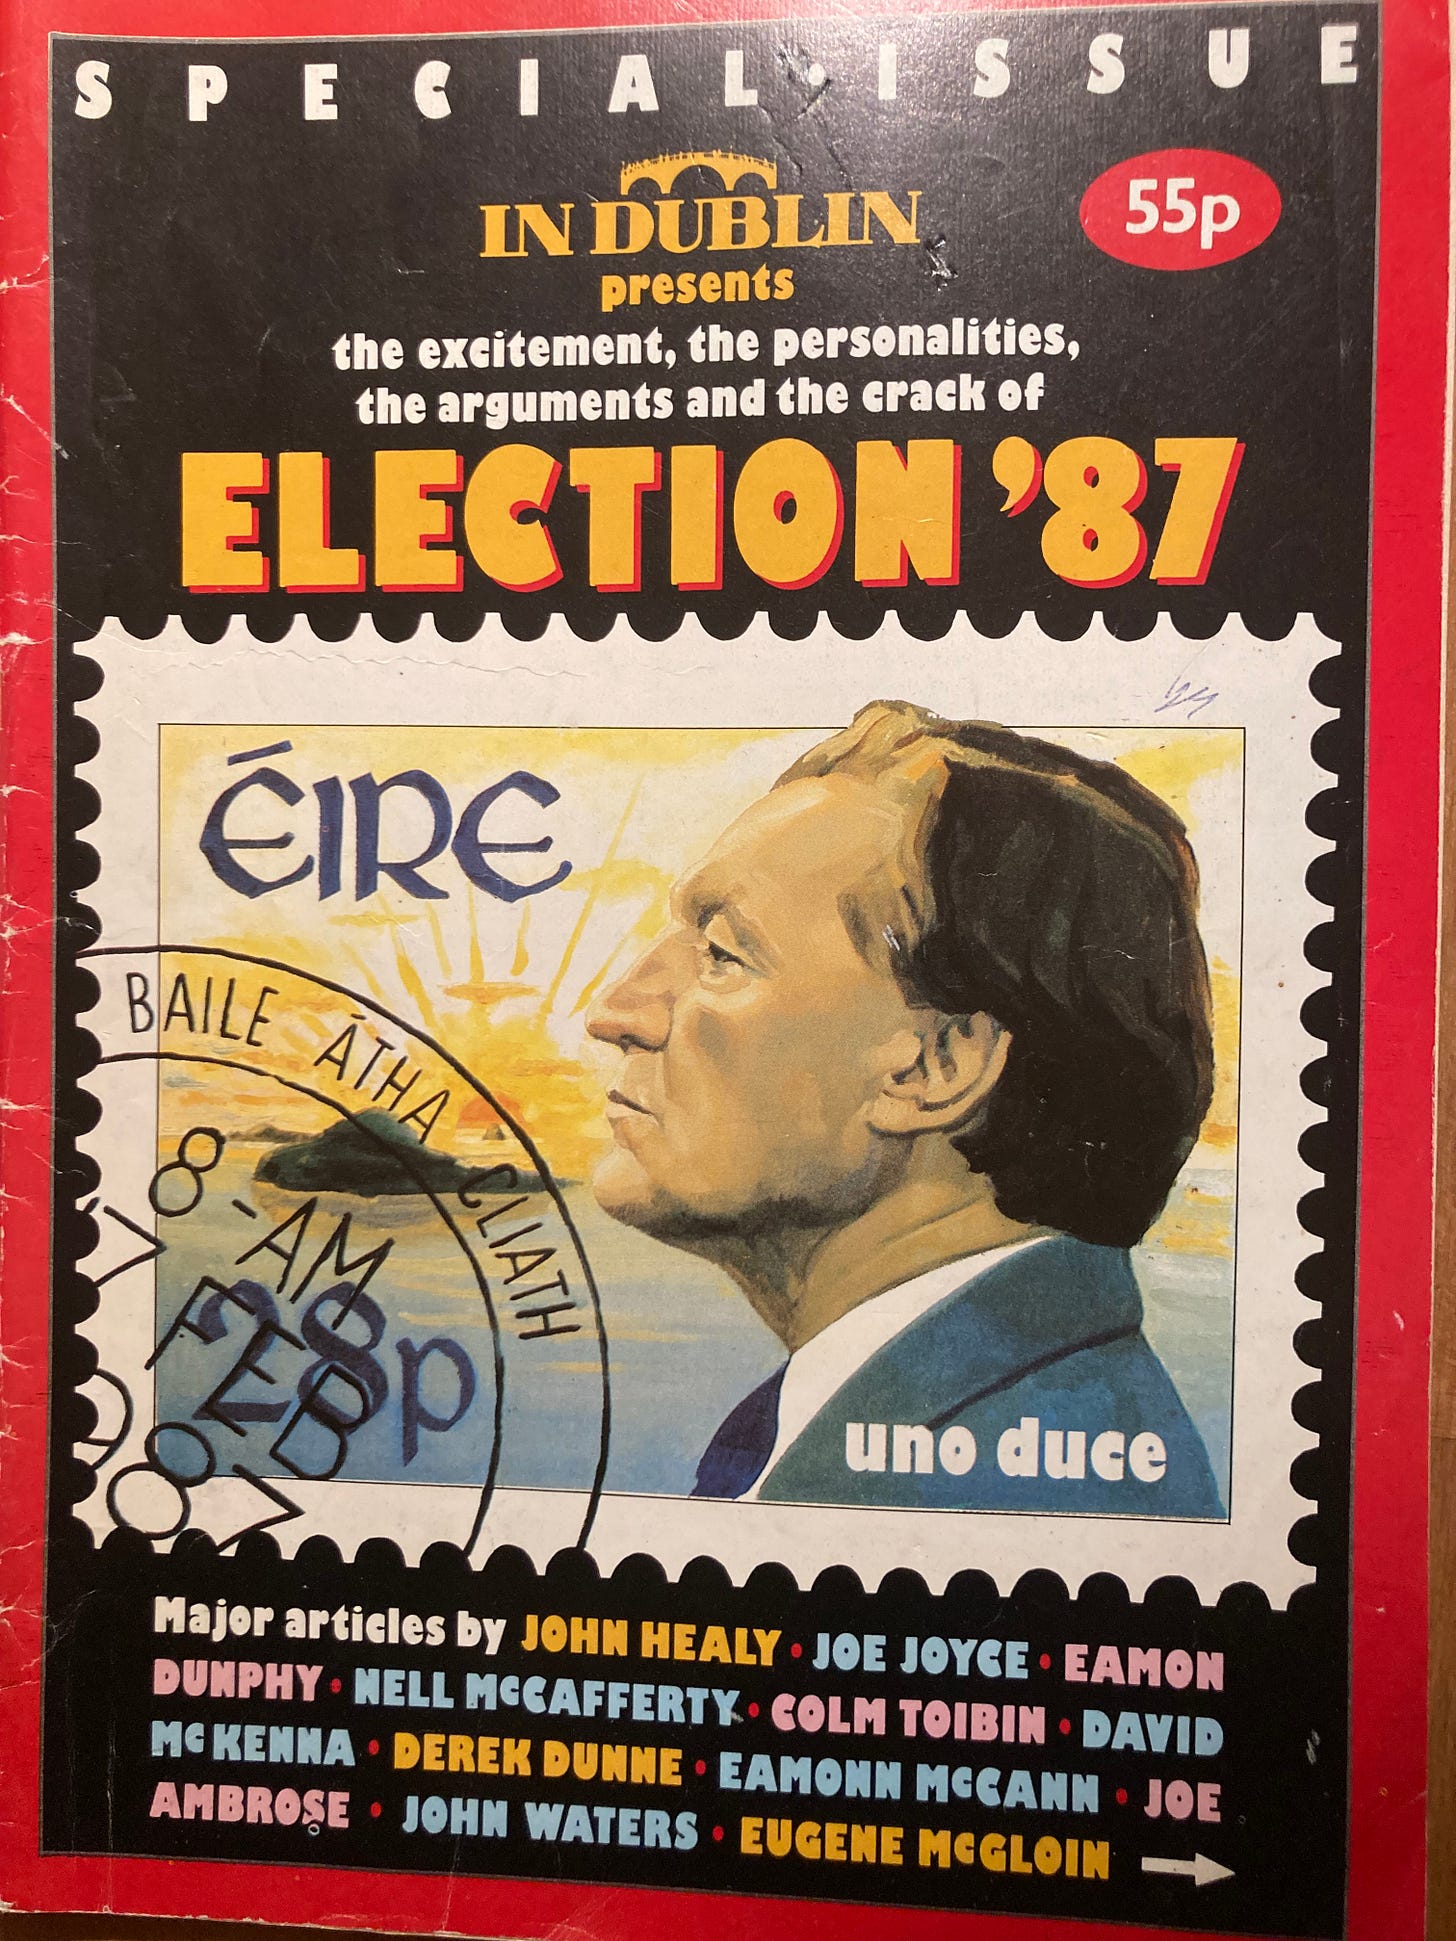 SPECIAL · ISSUE
IN DUBLIN
55p
presents
the excitement, the personalities,
the arguments and the crack of
ELECTION ’87
ÉIRE
BAILE ÁTHA CLIATH
8 - AM
FEB
87
28p
uno duce
Major articles by JOHN HEALY • JOE JOYCE • EAMON
DUNPHY • NELL McCAFFERTY • COLM TOIBIN • DAVID
McKENNA • DEREK DUNNE • EAMONN McCANN • JOE
AMBROSE • JOHN WATERS • EUGENE McGLOIN